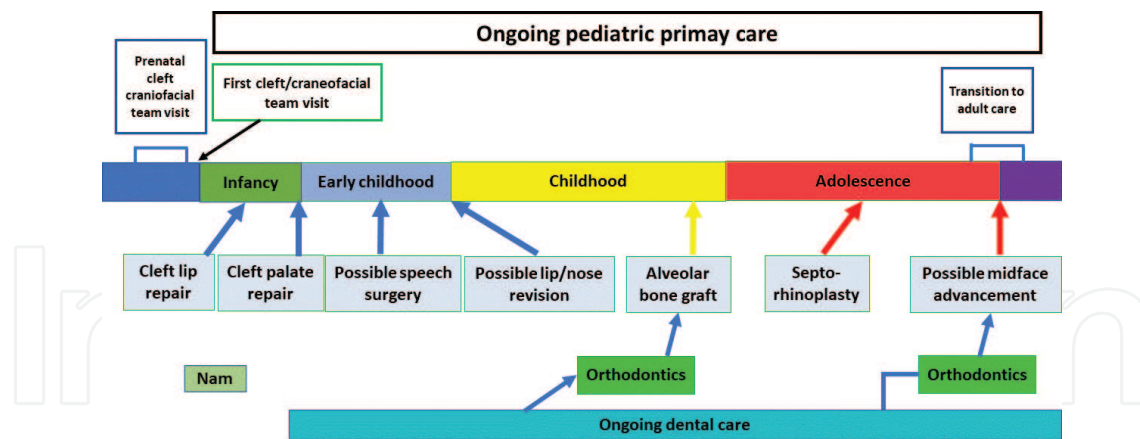 Ongoing pediatric primay care
Prenatal
cleft
craniofacial
team visit
First cleft/craneofacial
team visit
Transition to
adult care
Infancy
Early childhood
Childhood
Adolescence
Cleft lip
repair
Cleft palate
repair
Possible speech
surgery
Possible lip/nose
revision
Alveolar
bone graft
Septo-
rhinoplasty
Possible midface
advancement
Nam
Orthodontics
Orthodontics
Ongoing dental care